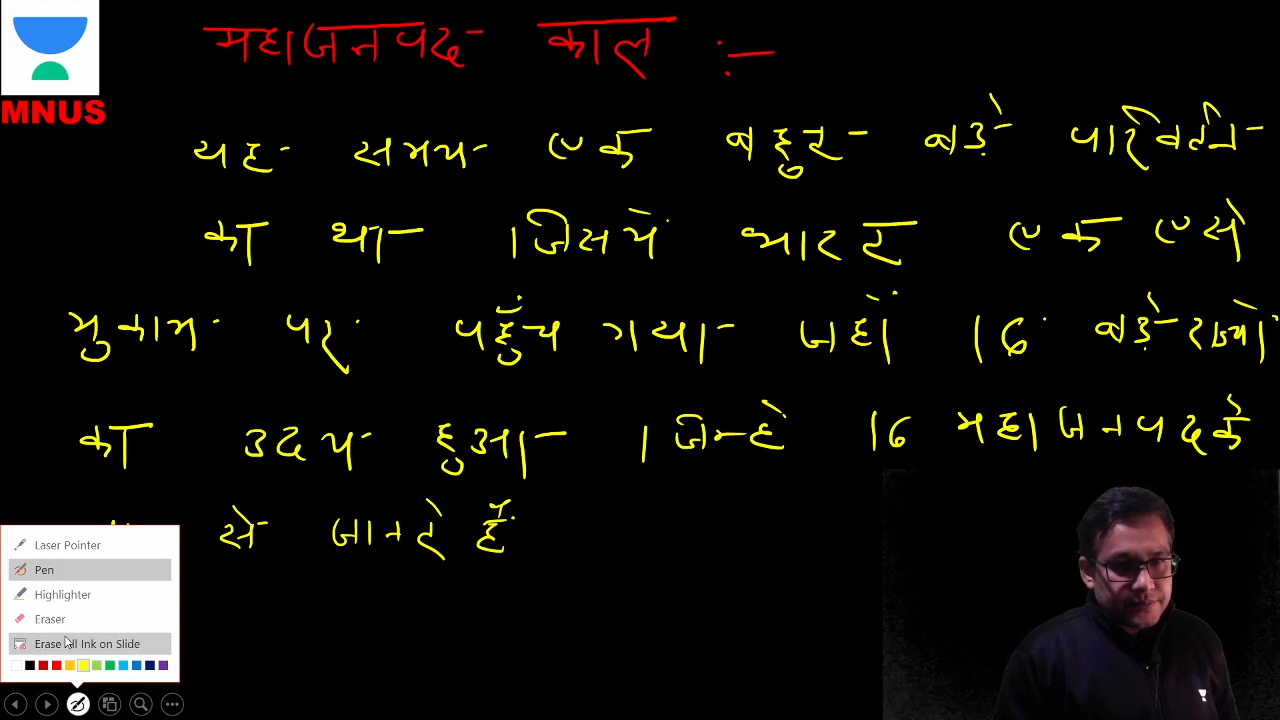 महाजनपद काल :-
MNUS
यह समय एक बहुत बड़े परिवर्तन
का था जिसमें भारत एक एसे
मुकाम पर पहुँच गया जहाँ 16 बड़े राज्यों
का उदय हुआ जिन्हे 16 महाजनपद के
से जानते हैं
Laser Pointer
Pen
Highlighter
Eraser
Erase All Ink on Slide